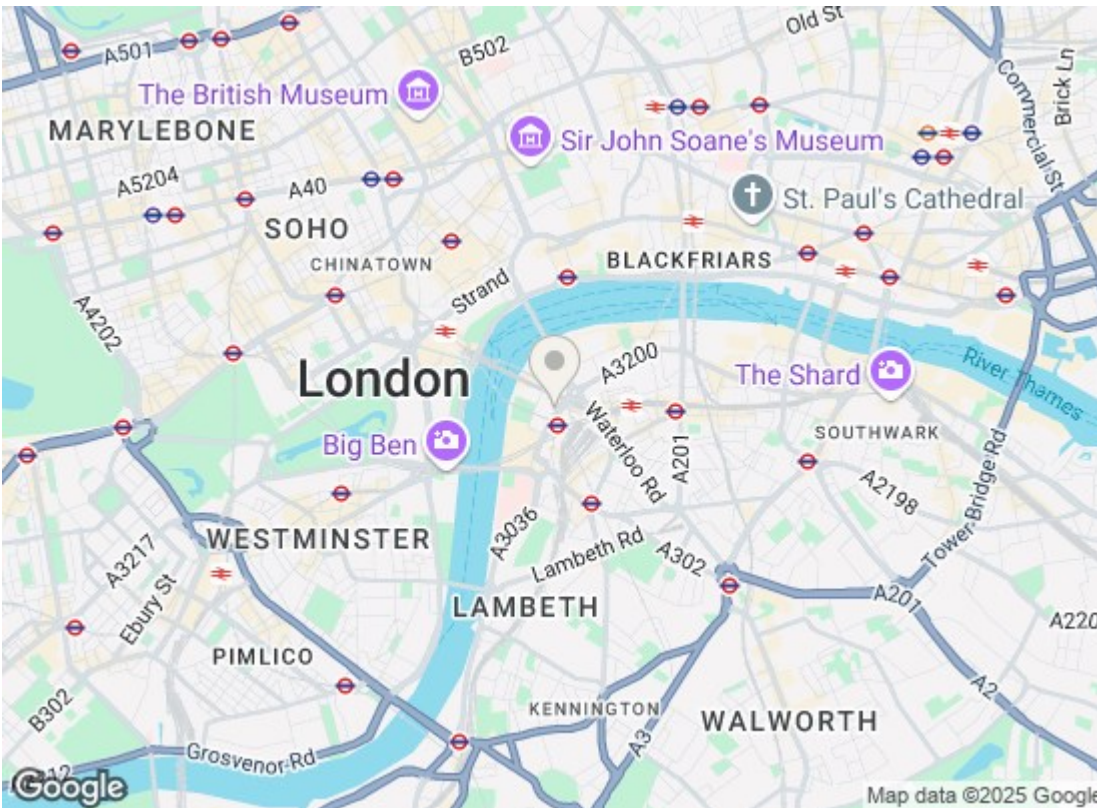 Old St
A501
B502
Commercial St
Brick Ln
The British Museum
MARYLEBONE
Sir John Soane's Museum
A5204
A40
St. Paul's Cathedral
SOHO
BLACKFRIARS
CHINATOWN
Strand
A4202
A3200
River Thames
London
The Shard
Big Ben
Waterloo Rd
A201
SOUTHWARK
A2198
Tower Bridge Rd
A3036
WESTMINSTER
Lambeth Rd
A302
A3217
Ebury St
LAMBETH
A201
A220
PIMLICO
A2
B302
KENNINGTON
WALWORTH
A3
Grosvenor Rd
Google
Map data ©2025 Google